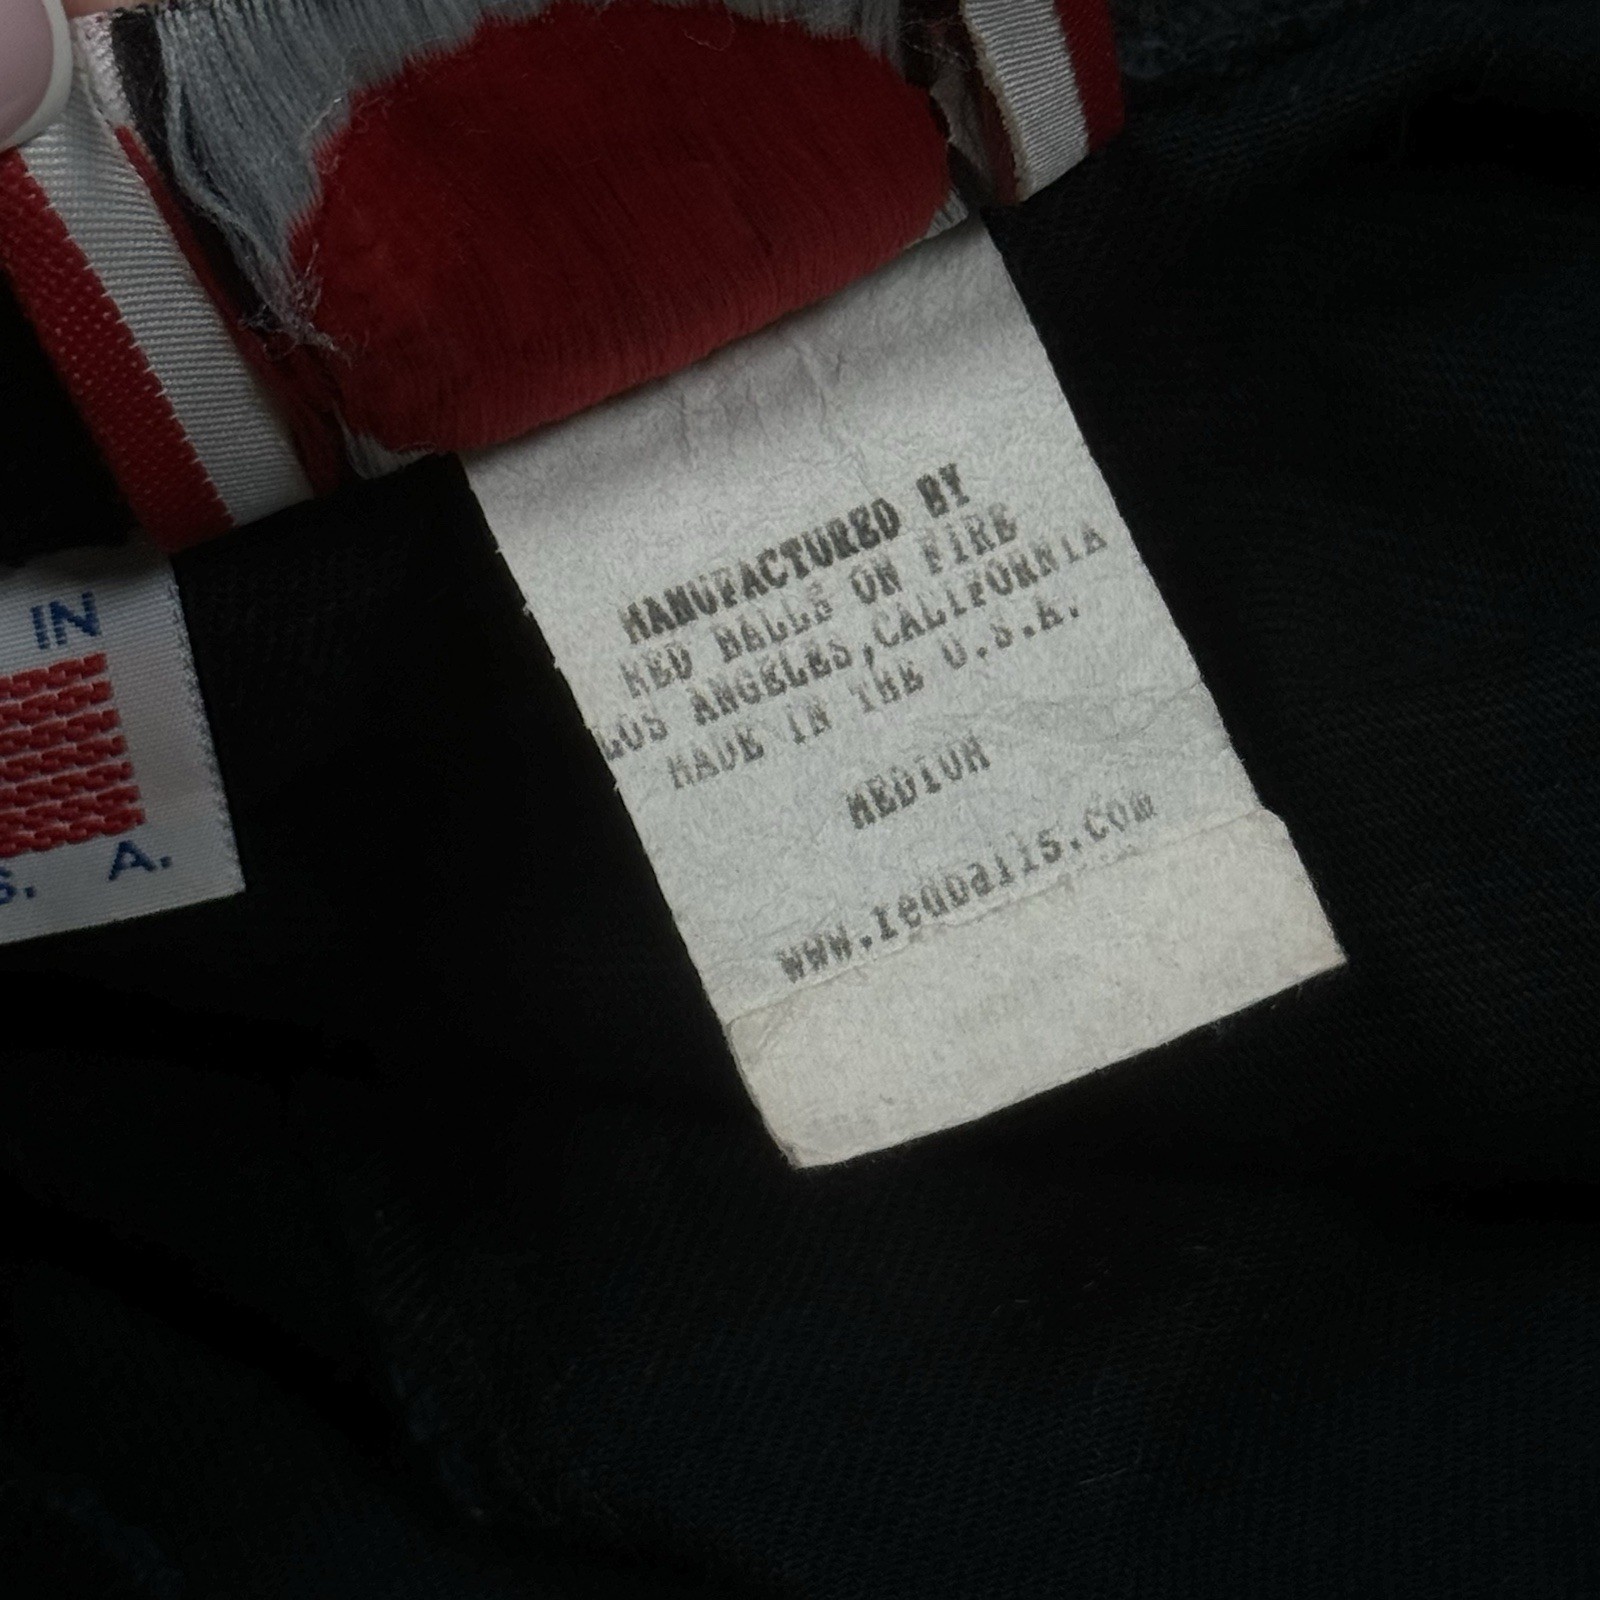 MANUFACTURED BY
RED BALLS ON FIRE
LOS ANGELES,CALIFORNIA
MADE IN THE U.S.A.
MEDIUM
www.redballs.com
IN
S. A.